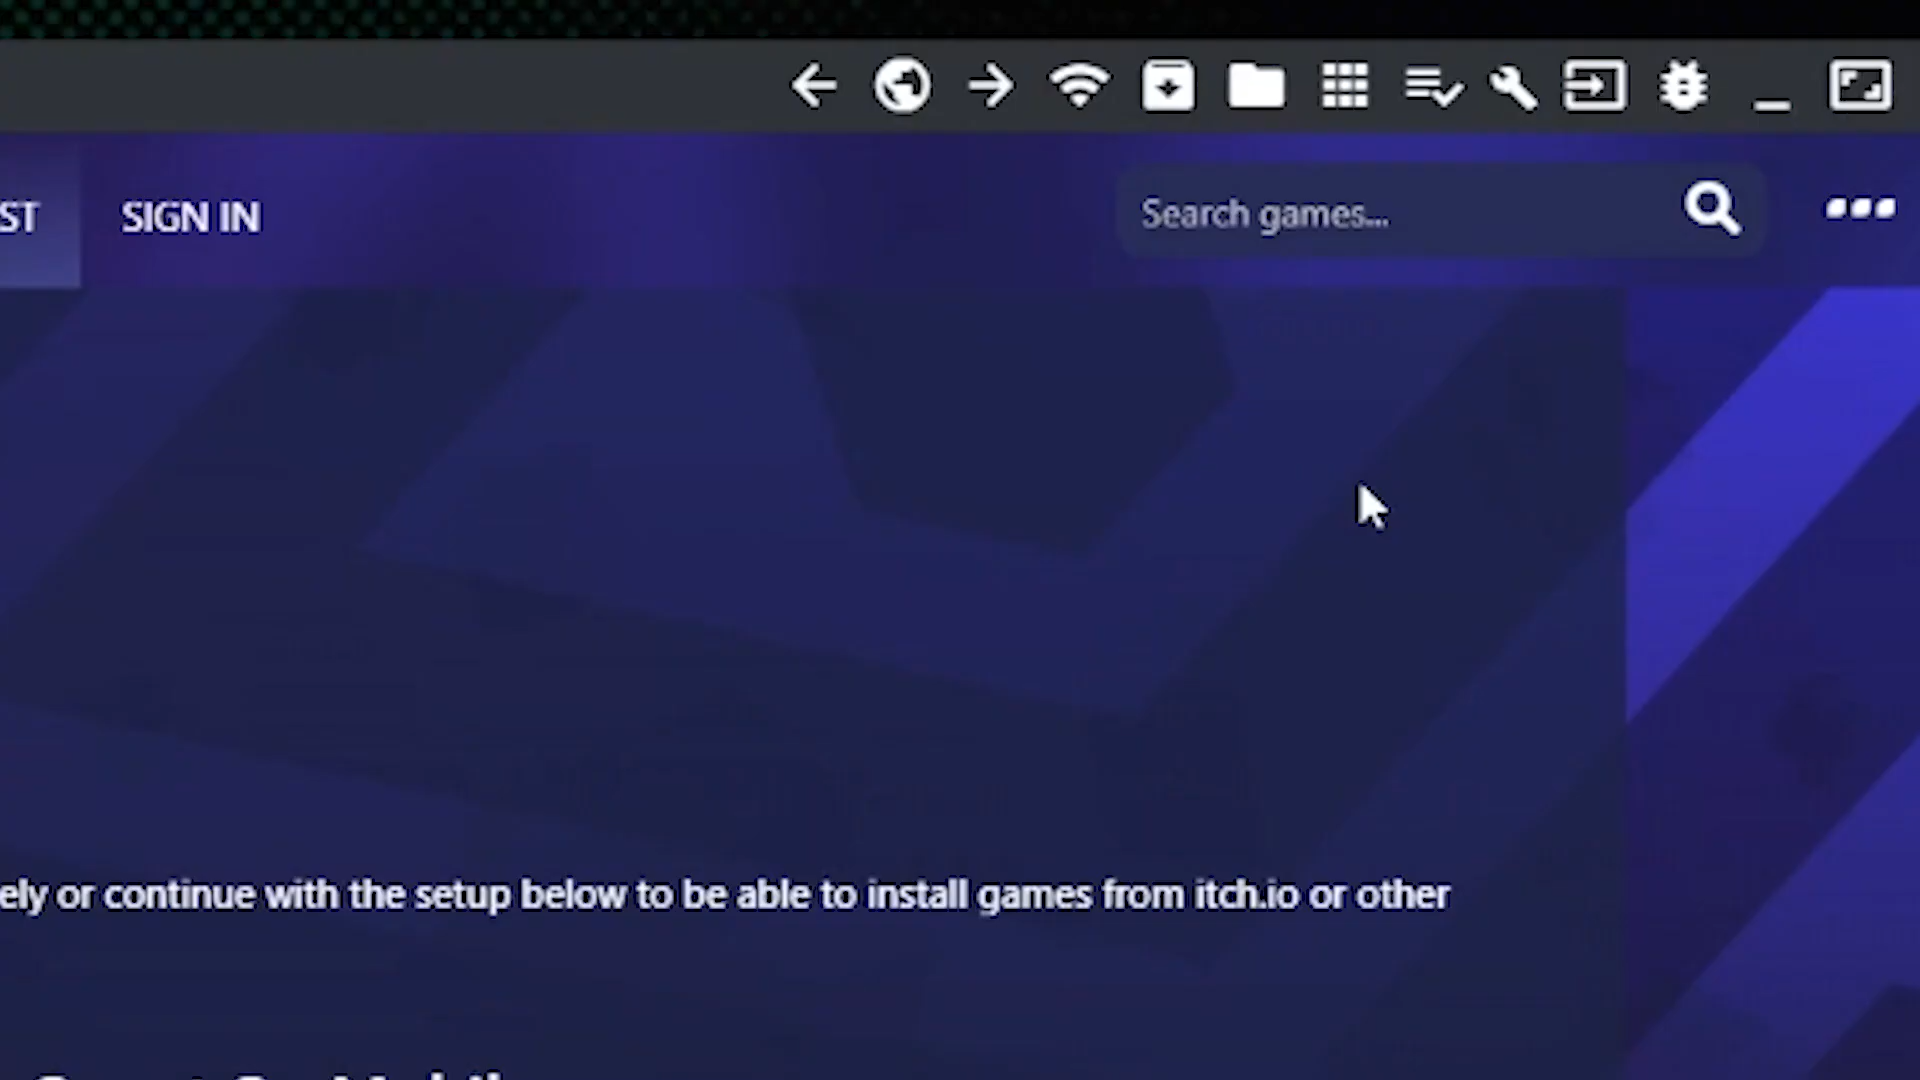 ST SIGN IN Search games...
ely or continue with the setup below to be able to install games from itch.io or other